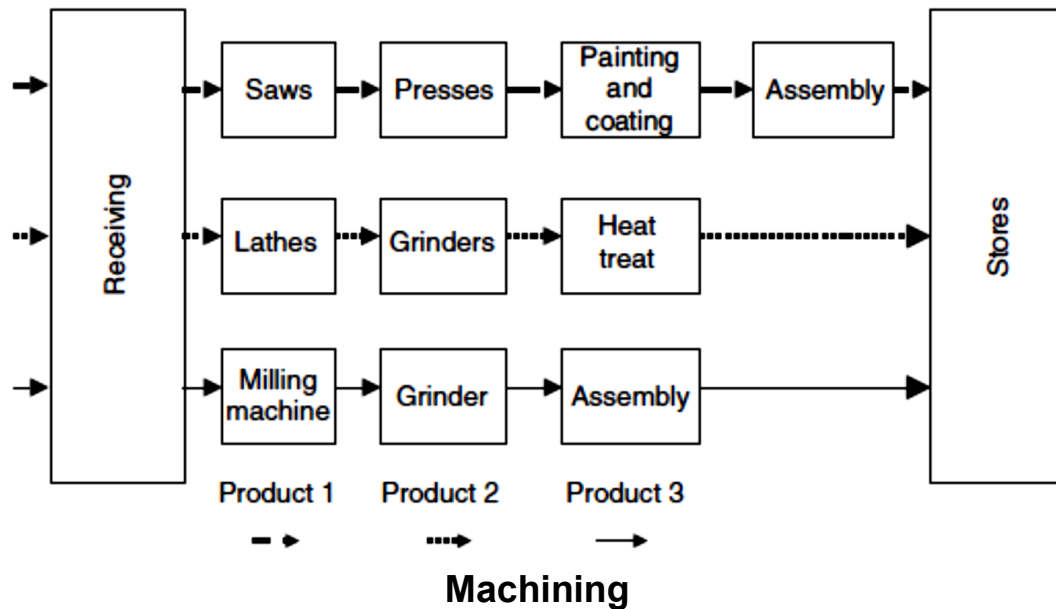 Receiving
Saws
Presses
Painting
and
coating
Assembly
Stores
Lathes
Grinders
Heat
treat
Milling
machine
Grinder
Assembly
Product 1
Product 2
Product 3
Machining